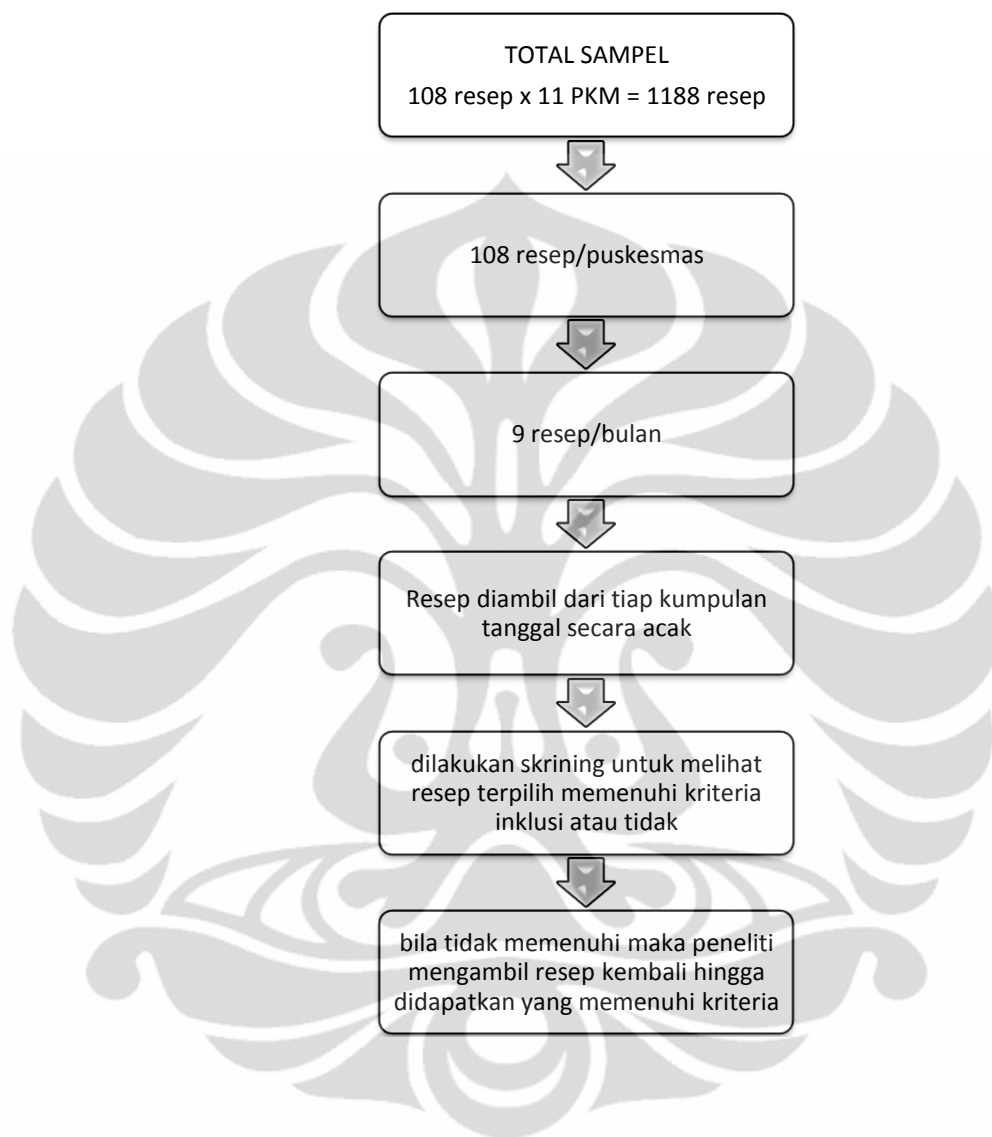 TOTAL SAMPEL
108 resep x 11 PKM = 1188 resep
108 resep/puskesmas
9 resep/bulan
Resep diambil dari tiap kumpulan
tanggal secara acak
dilakukan skrining untuk melihat
resep terpilih memenuhi kriteria
inklusi atau tidak
bila tidak memenuhi maka peneliti
mengambil resep kembali hingga
didapatkan yang memenuhi kriteria